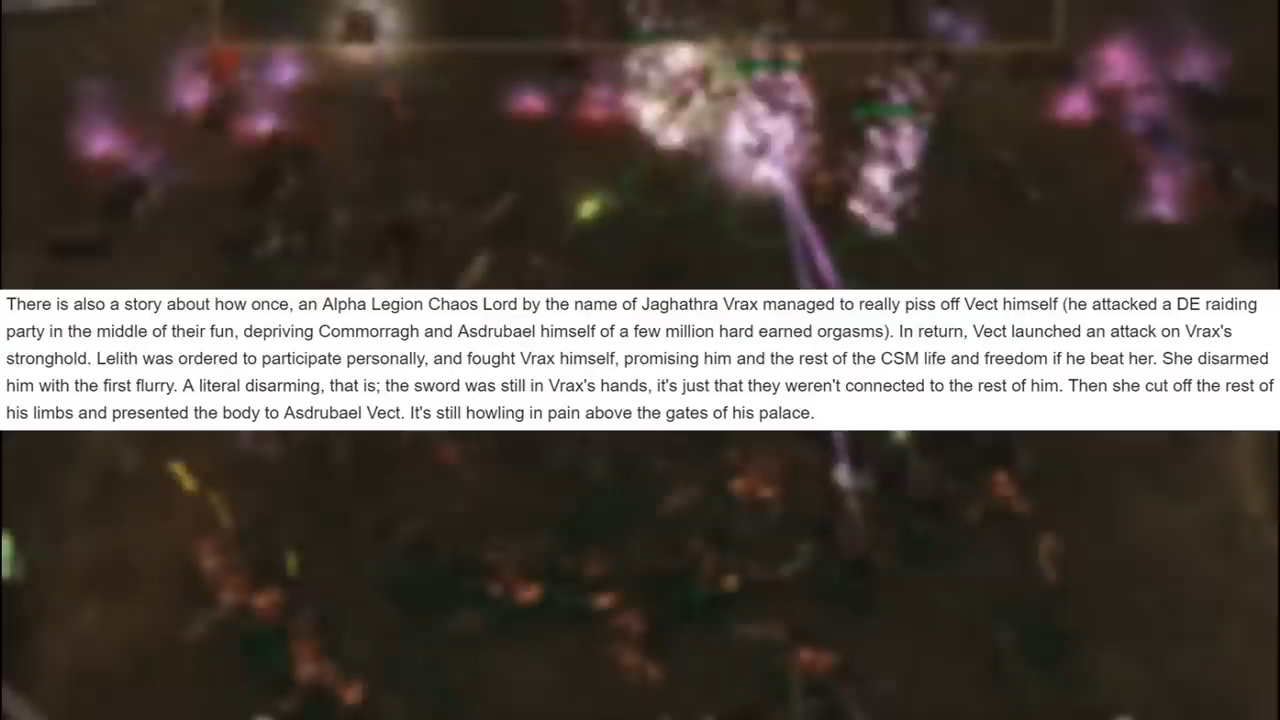 There is also a story about how once, an Alpha Legion Chaos Lord by the name of Jaghathra Vrax managed to really piss off Vect himself (he attacked a DE raiding
party in the middle of their fun, depriving Commorragh and Asdrubael himself of a few million hard earned orgasms). In return, Vect launched an attack on Vrax's
stronghold. Lelith was ordered to participate personally, and fought Vrax himself, promising him and the rest of the CSM life and freedom if he beat her. She disarmed
him with the first flurry. A literal disarming, that is; the sword was still in Vrax's hands, it's just that they weren't connected to the rest of him. Then she cut off the rest of
his limbs and presented the body to Asdrubael Vect. It's still howling in pain above the gates of his palace.